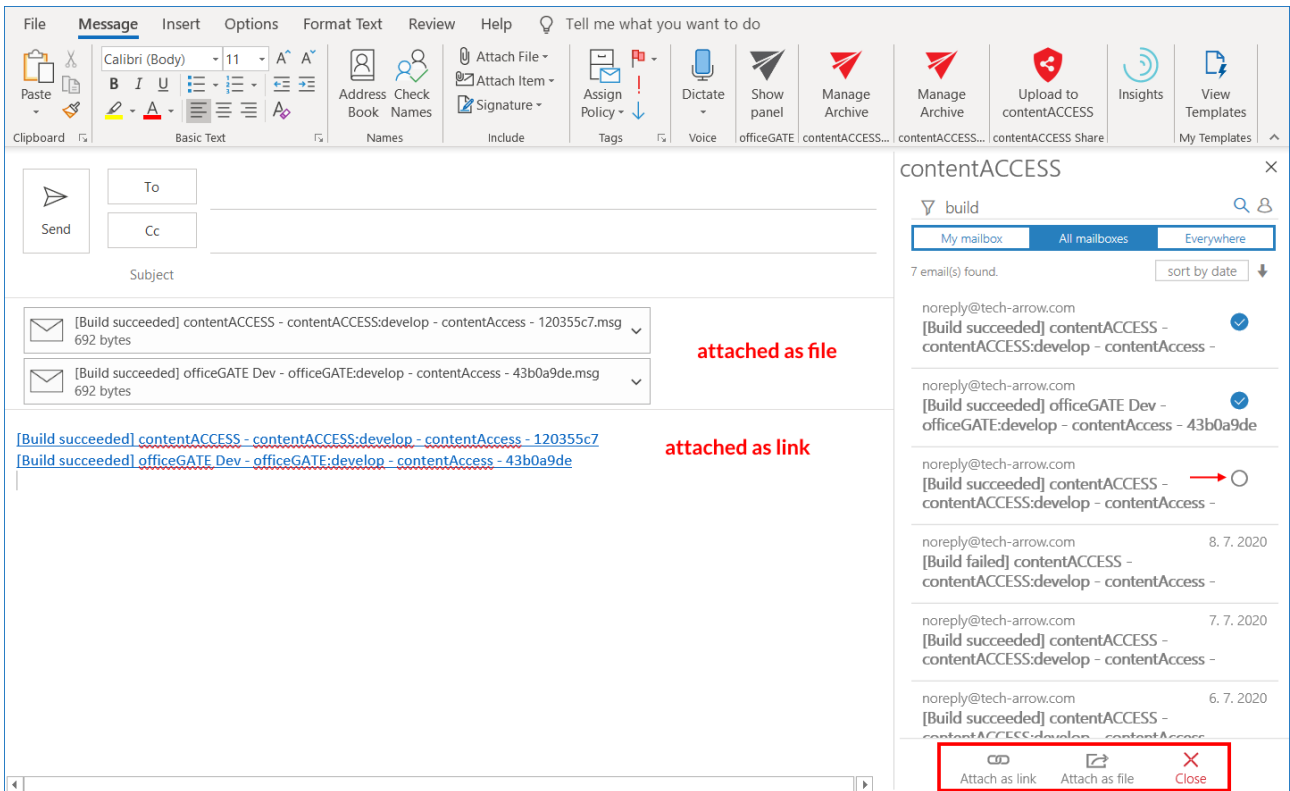 File Message Insert Options Format Text Review Help Tell me what you want to do
Calibri (Body) 11 A A
Attach File
Attach Item
Signature
B I U
Paste
Address Book
Check Names
Assign Policy
Dictate
Show panel
Manage Archive
Manage Archive
Upload to contentACCESS
Insights
View Templates
Clipboard Basic Text Names Include Tags Voice officeGATE contentACCESS... contentACCESS... contentACCESS Share My Templates
Send
To
Cc
Subject
[Build succeeded] contentACCESS - contentACCESS:develop - contentAccess - 120355c7.msg
692 bytes
[Build succeeded] officeGATE Dev - officeGATE:develop - contentAccess - 43b0a9de.msg
692 bytes
attached as file
[Build succeeded] contentACCESS - contentACCESS:develop - contentAccess - 120355c7
[Build succeeded] officeGATE Dev - officeGATE:develop - contentAccess - 43b0a9de
attached as link
contentACCESS
build
My mailbox All mailboxes Everywhere
7 email(s) found. sort by date
noreply@tech-arrow.com
[Build succeeded] contentACCESS -
contentACCESS:develop - contentAccess -
noreply@tech-arrow.com
[Build succeeded] officeGATE Dev -
officeGATE:develop - contentAccess - 43b0a9de
noreply@tech-arrow.com
[Build succeeded] contentACCESS -
contentACCESS:develop - contentAccess -
noreply@tech-arrow.com 8. 7. 2020
[Build failed] contentACCESS -
contentACCESS:develop - contentAccess -
noreply@tech-arrow.com 7. 7. 2020
[Build succeeded] contentACCESS -
contentACCESS:develop - contentAccess -
noreply@tech-arrow.com 6. 7. 2020
[Build succeeded] contentACCESS -
contentACCESS:develop - contentAccess
Attach as link Attach as file Close